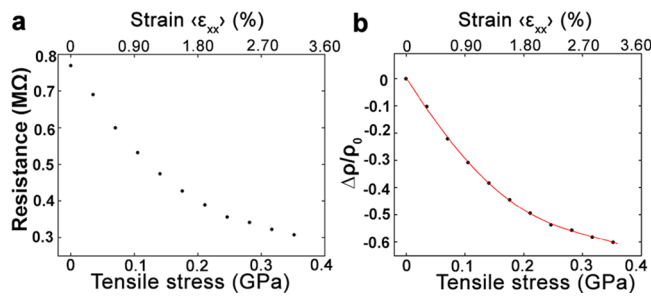 a
Strain ‹εxx› (%)
0 0.90 1.80 2.70 3.60
Resistance (MΩ)
0.8
0.7
0.6
0.5
0.4
0.3
0 0.1 0.2 0.3 0.4
Tensile stress (GPa)
b
Strain ‹εxx› (%)
0 0.90 1.80 2.70 3.60
Δρ/ρ0
0
-0.1
-0.2
-0.3
-0.4
-0.5
-0.6
0 0.1 0.2 0.3 0.4
Tensile stress (GPa)